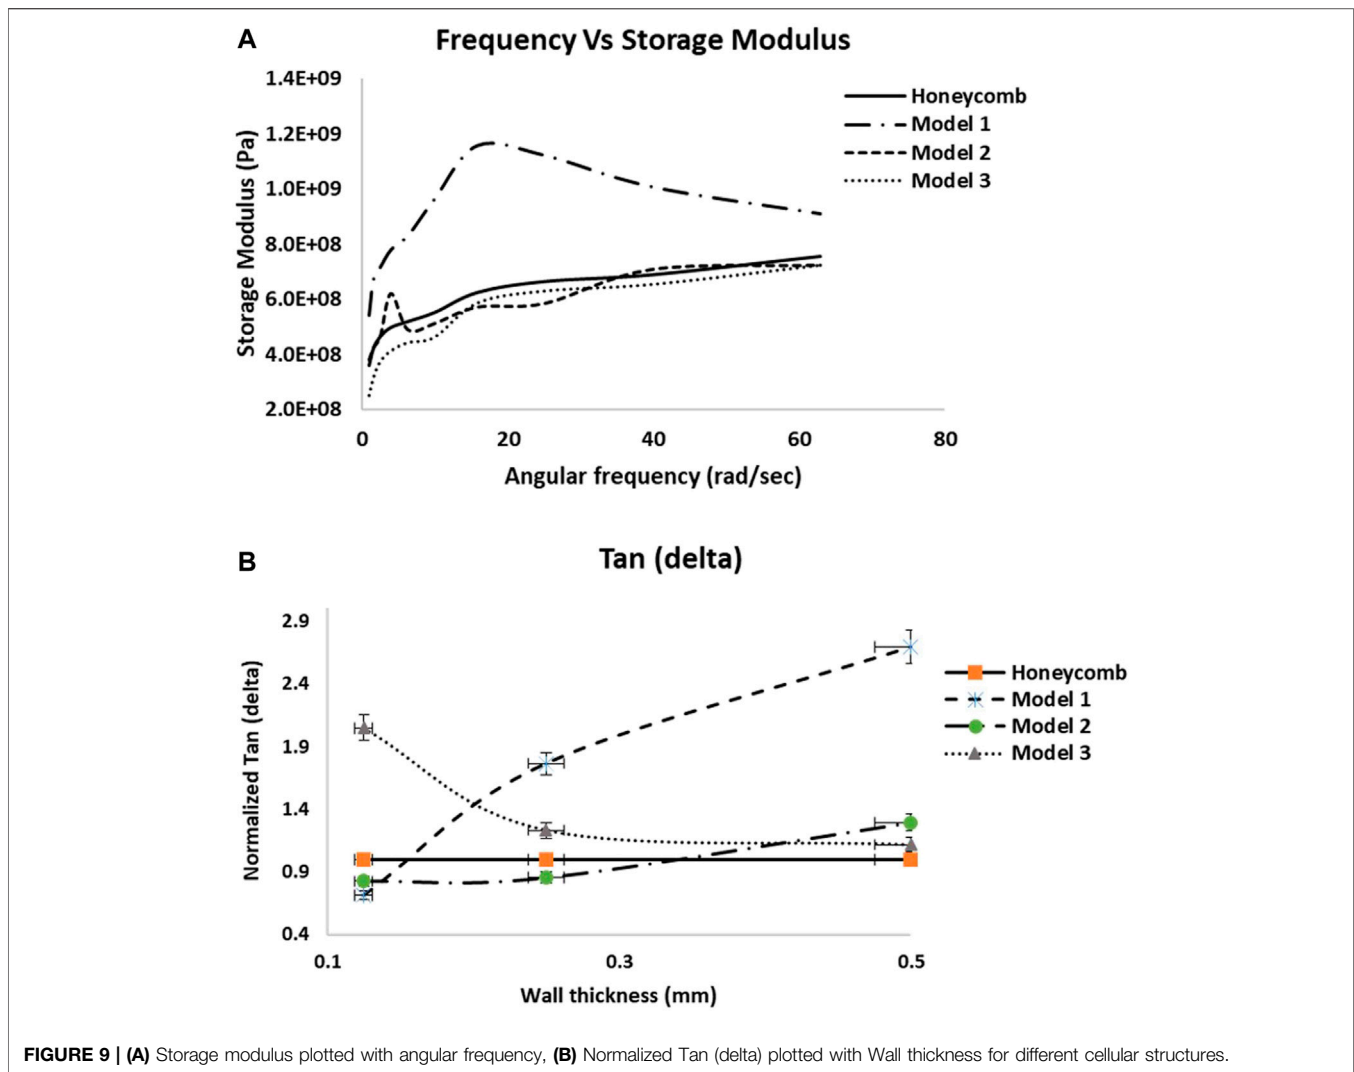 A
Frequency Vs Storage Modulus
1.4E+09
1.2E+09
1.0E+09
8.0E+08
6.0E+08
4.0E+08
2.0E+08
Storage Modulus (Pa)
0 20 40 60 80
Angular frequency (rad/sec)
Honeycomb
Model 1
Model 2
Model 3
B
Tan (delta)
2.9
2.4
1.9
1.4
0.9
0.4
Normalized Tan (delta)
0.1 0.3 0.5
Wall thickness (mm)
Honeycomb
Model 1
Model 2
Model 3
FIGURE 9 | (A) Storage modulus plotted with angular frequency, (B) Normalized Tan (delta) plotted with Wall thickness for different cellular structures.